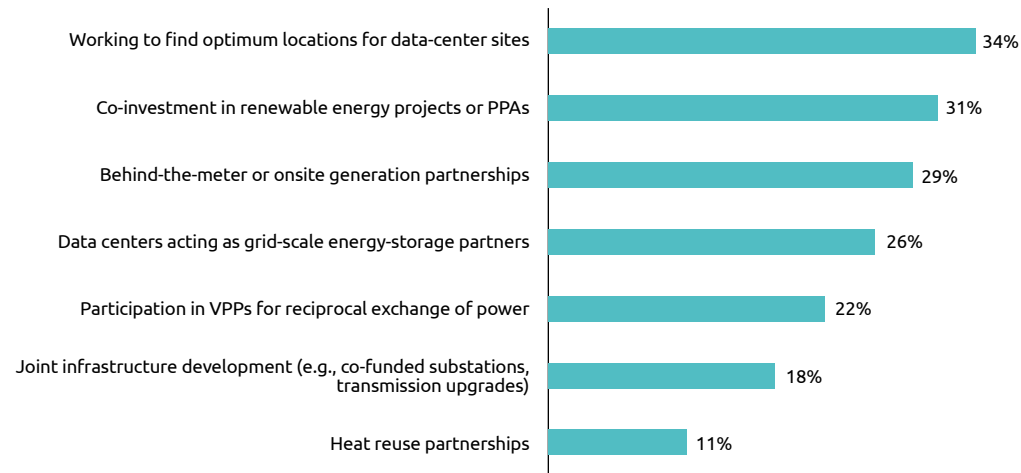 Working to find optimum locations for data-center sites
34%
Co-investment in renewable energy projects or PPAs
31%
Behind-the-meter or onsite generation partnerships
29%
Data centers acting as grid-scale energy-storage partners
26%
Participation in VPPs for reciprocal exchange of power
22%
Joint infrastructure development (e.g., co-funded substations,
transmission upgrades)
18%
Heat reuse partnerships
11%